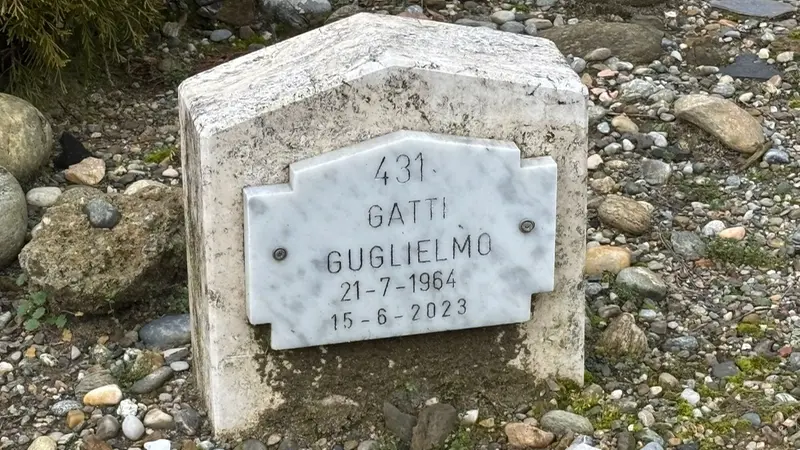 431.
GATTI
GUGLIELMO
21-7-1964
15-6-2023